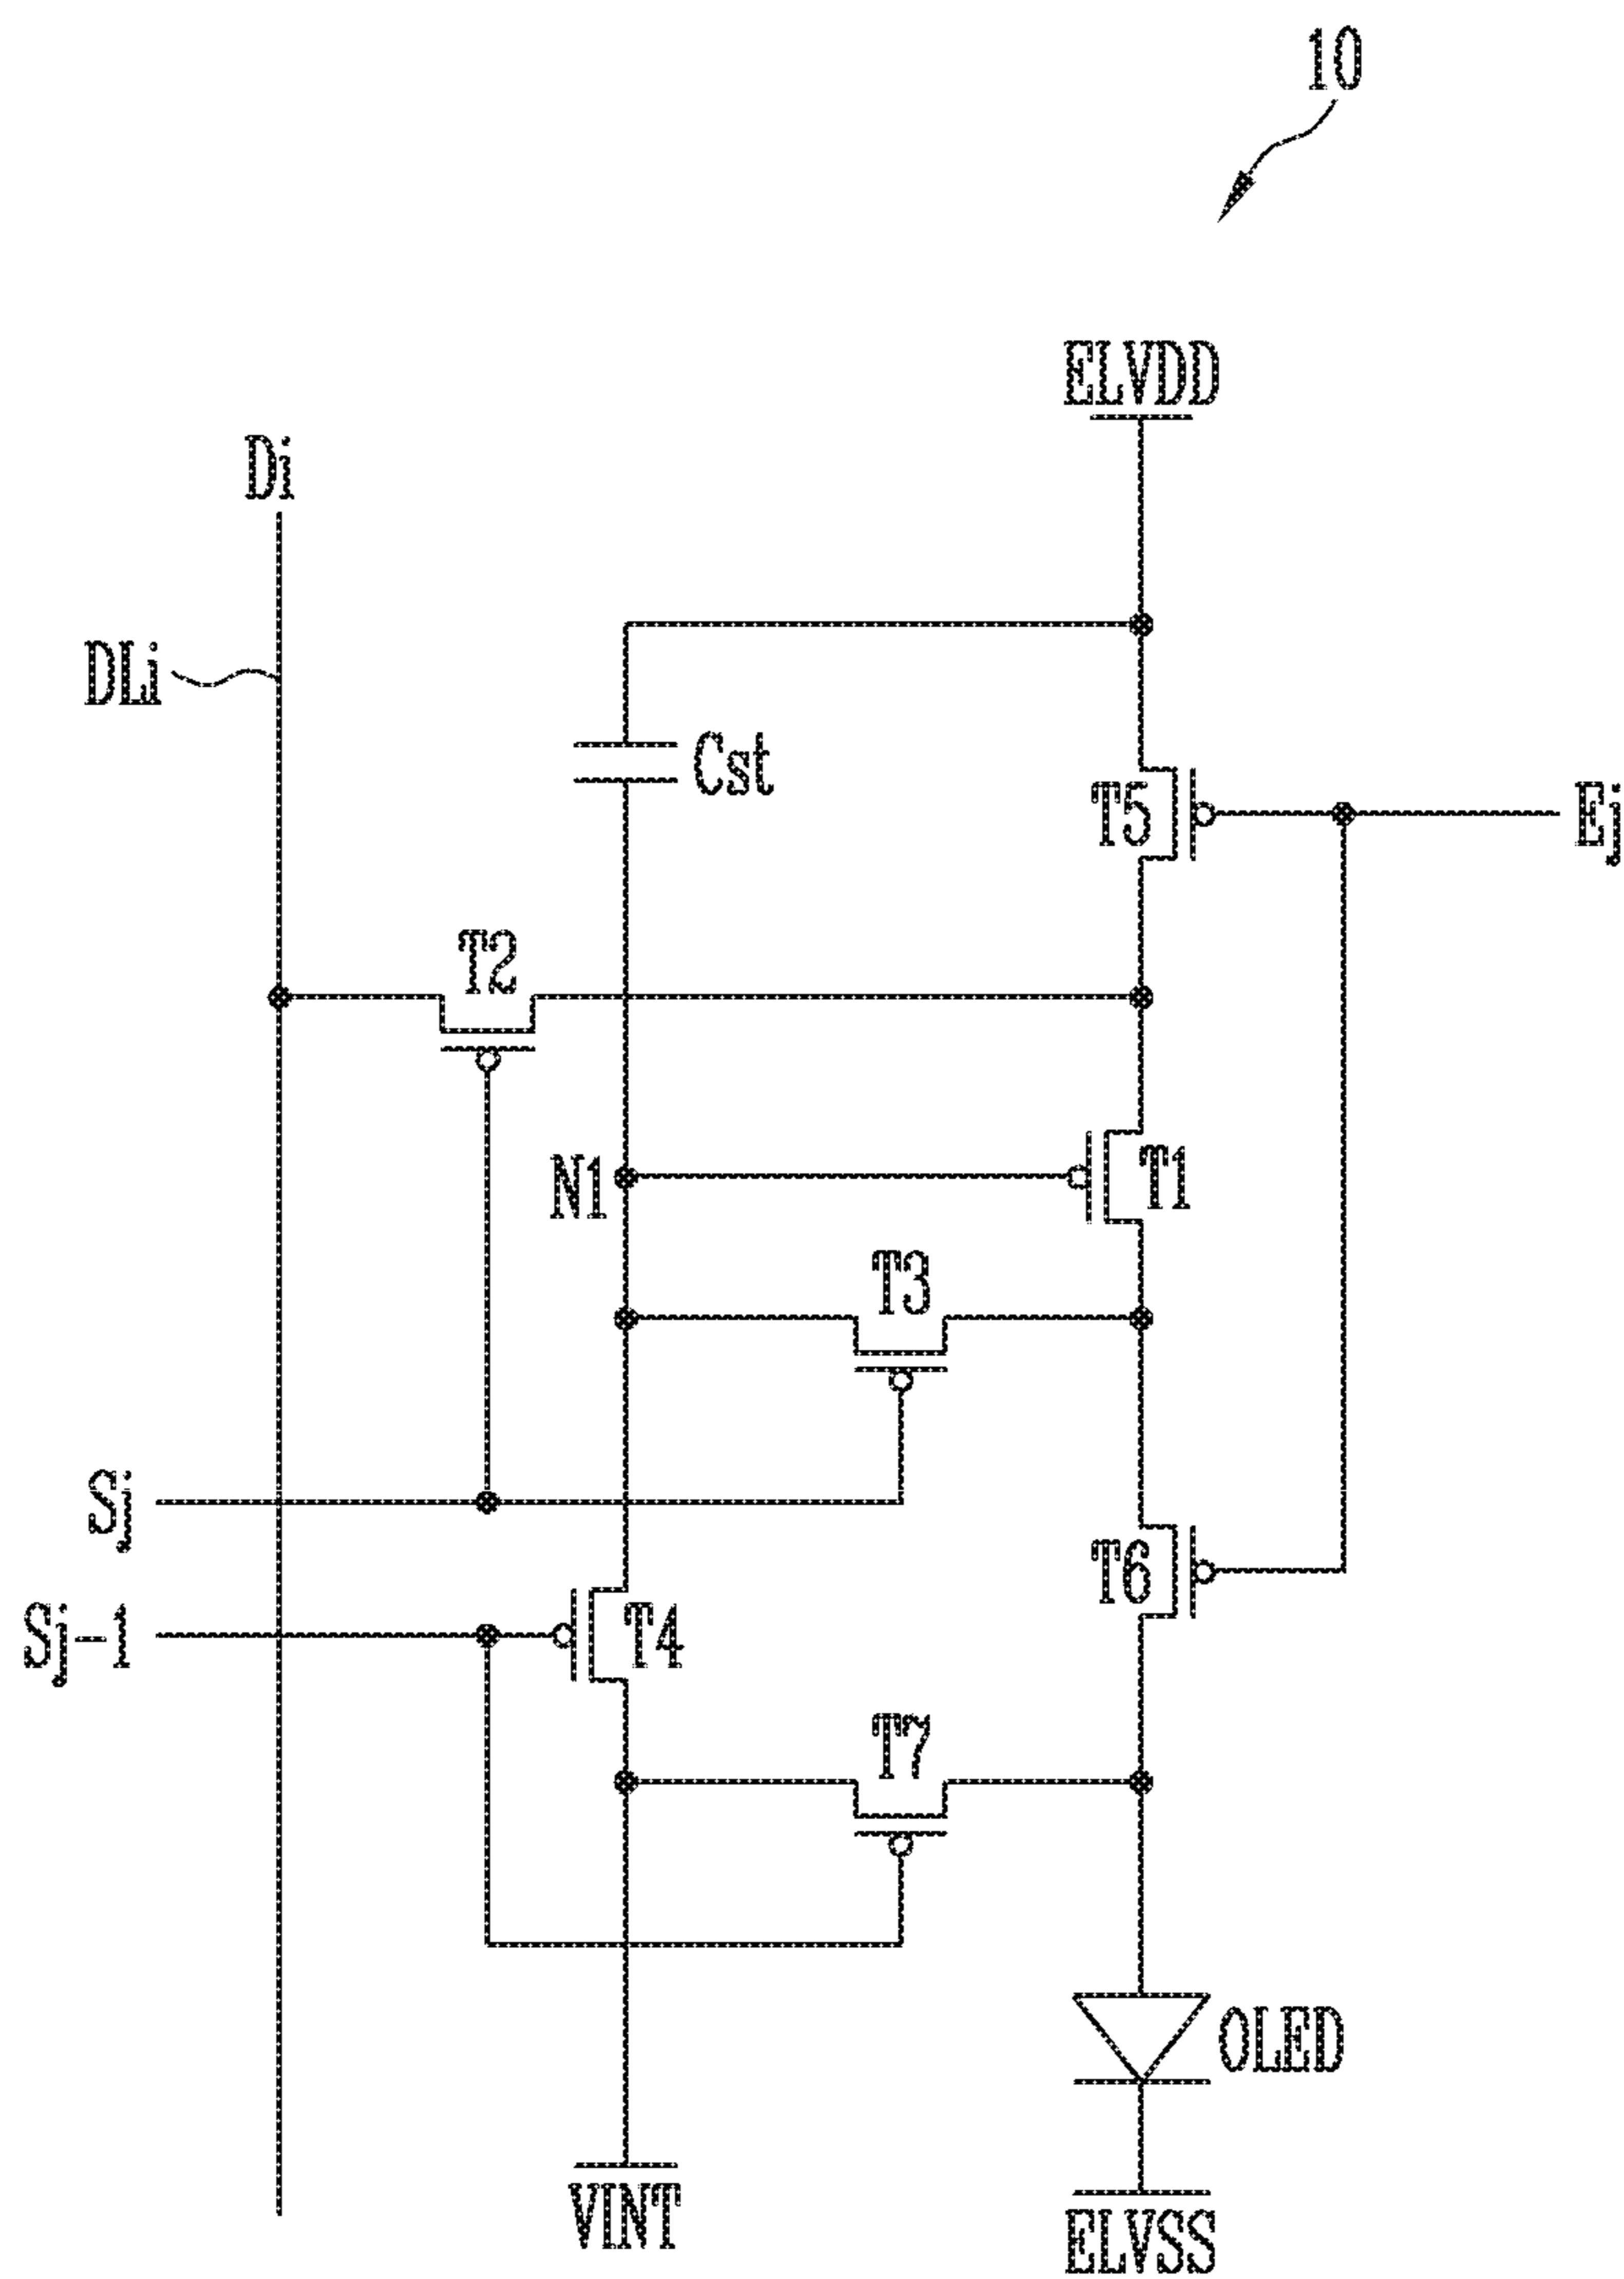 10
ELVDD
Di
DLi
Cst
T5
Ej
T2
N1
T1
T3
Sj
T6
Sj-1
T4
T7
OLED
VINT
ELVSS